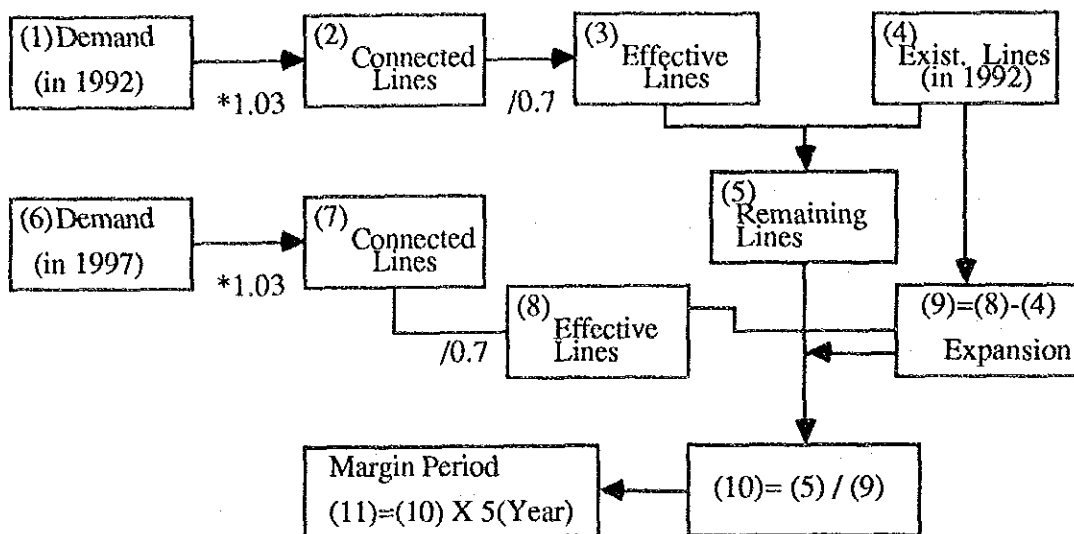 (1) Demand
(in 1992)
*1.03
(2) Connected
Lines
/0.7
(3) Effective
Lines
(4) Exist. Lines
(in 1992)
(5) Remaining
Lines
(6) Demand
(in 1997)
*1.03
(7) Connected
Lines
/0.7
(8) Effective
Lines
(9)=(8)-(4)
Expansion
(10)= (5) / (9)
Margin Period
(11)=(10) X 5(Year)